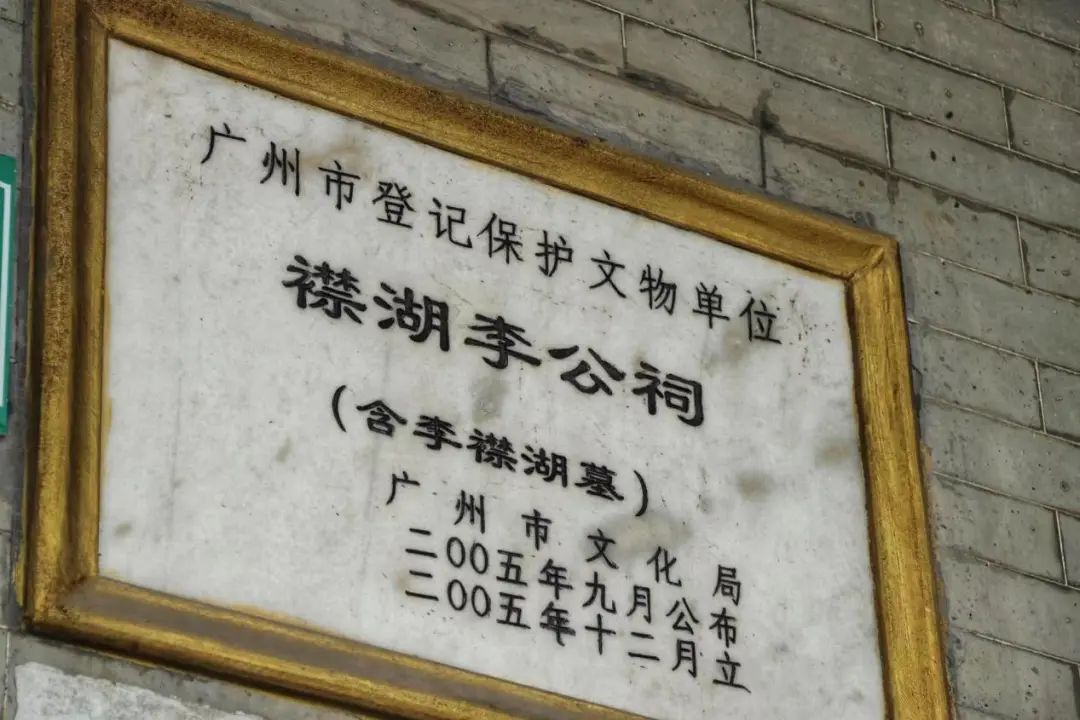 广州市登记保护文物单位
襟湖李公祠
（含李襟湖墓）
广州市文化局
二00五年九月公布
二00五年十二月立